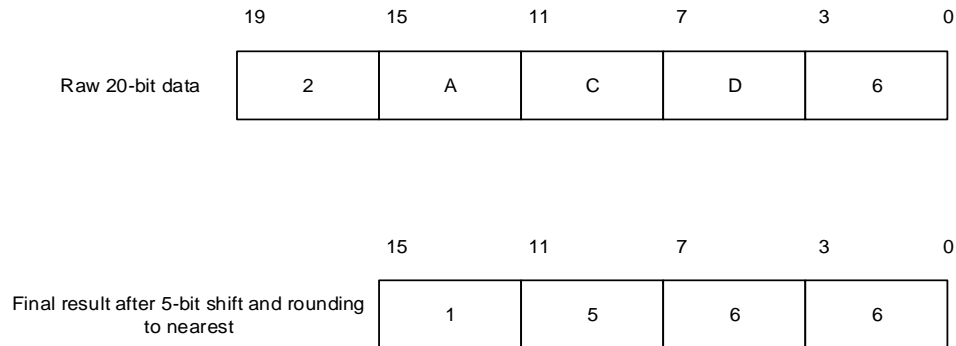 19 15 11 7 3 0
Raw 20-bit data 2 A C D 6
15 11 7 3 0
Final result after 5-bit shift and rounding
to nearest
1 5 6 6